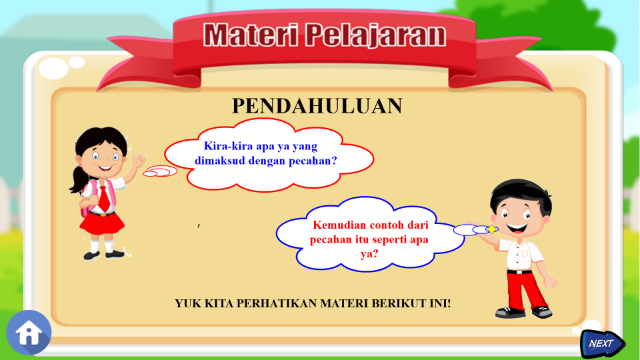 Materi Pelajaran
PENDAHULUAN
Kira-kira apa ya yang
dimaksud dengan pecahan?
Kemudian contoh dari
pecahan itu seperti apa
ya?
YUK KITA PERHATIKAN MATERI BERIKUT INI!
NEXT